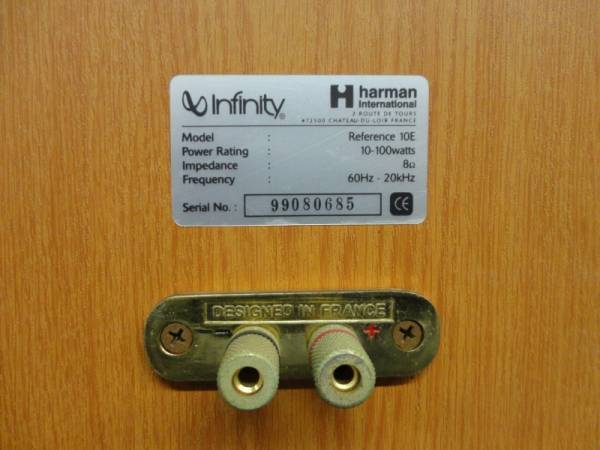 Infinity®
harman
International
2 ROUTE DE TOURS
*72500 CHATEAU-DU-LOIR FRANCE
Model : Reference 10E
Power Rating : 10-100watts
Impedance : 8Ω
Frequency : 60Hz - 20kHz
Serial No. : 99080685 CE
DESIGNED IN FRANCE
- +